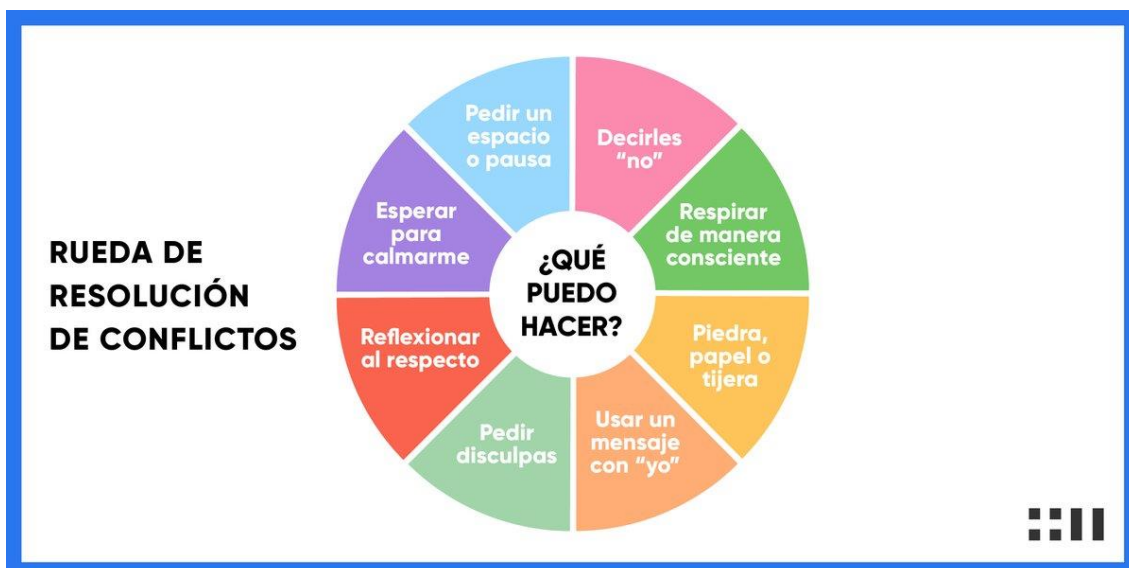 RUEDA DE
RESOLUCIÓN
DE CONFLICTOS
¿QUÉ
PUEDO
HACER?
Decirles
“no”
Respirar
de manera
consciente
Piedra,
papel o
tijera
Usar un
mensaje
con “yo”
Pedir
disculpas
Reflexionar
al respecto
Esperar
para
calmarme
Pedir un
espacio
o pausa